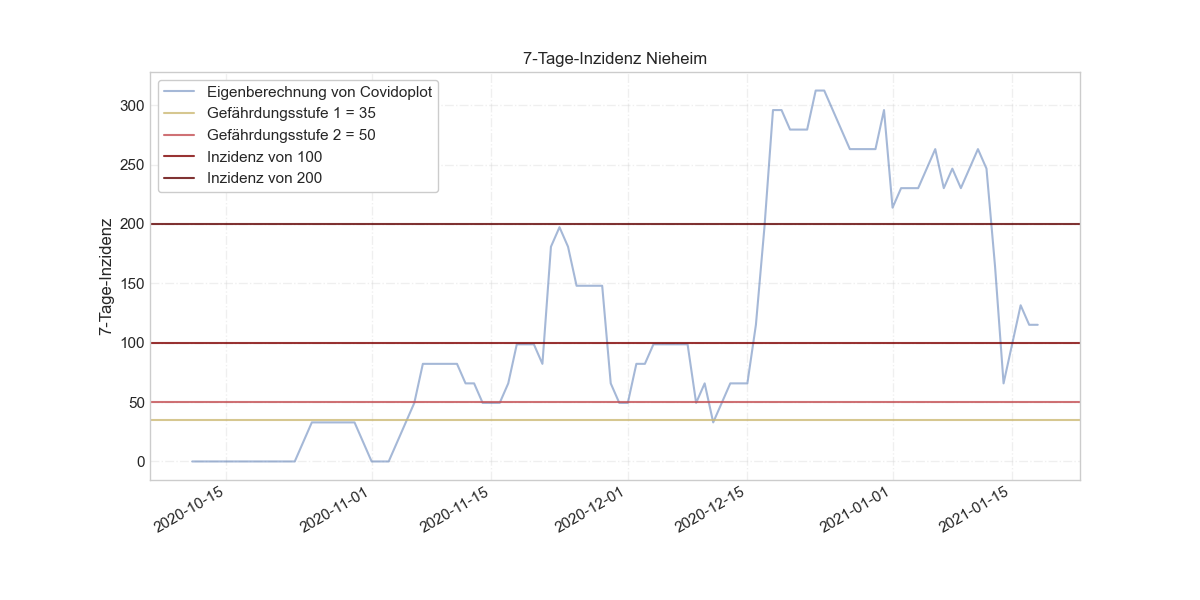 7-Tage-Inzidenz Nieheim
Eigenberechnung von Covidoplot
Gefährdungsstufe 1 = 35
Gefährdungsstufe 2 = 50
Inzidenz von 100
Inzidenz von 200
7-Tage-Inzidenz
300
250
200
150
100
50
0
2020-10-15
2020-11-01
2020-11-15
2020-12-01
2020-12-15
2021-01-01
2021-01-15